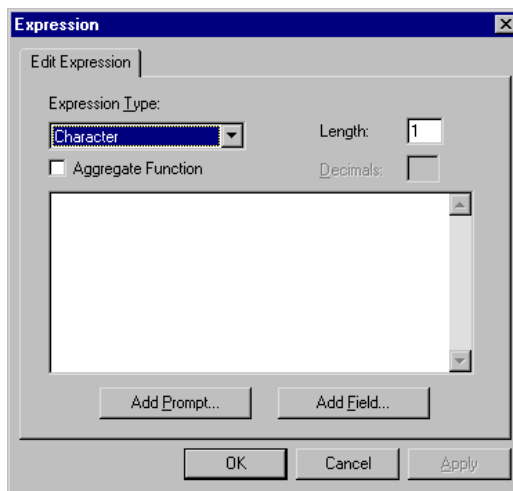 Expression
Edit Expression
Expression Type:
Character
Length: 1
Aggregate Function
Decimals:
Add Prompt...
Add Field...
OK
Cancel
Apply